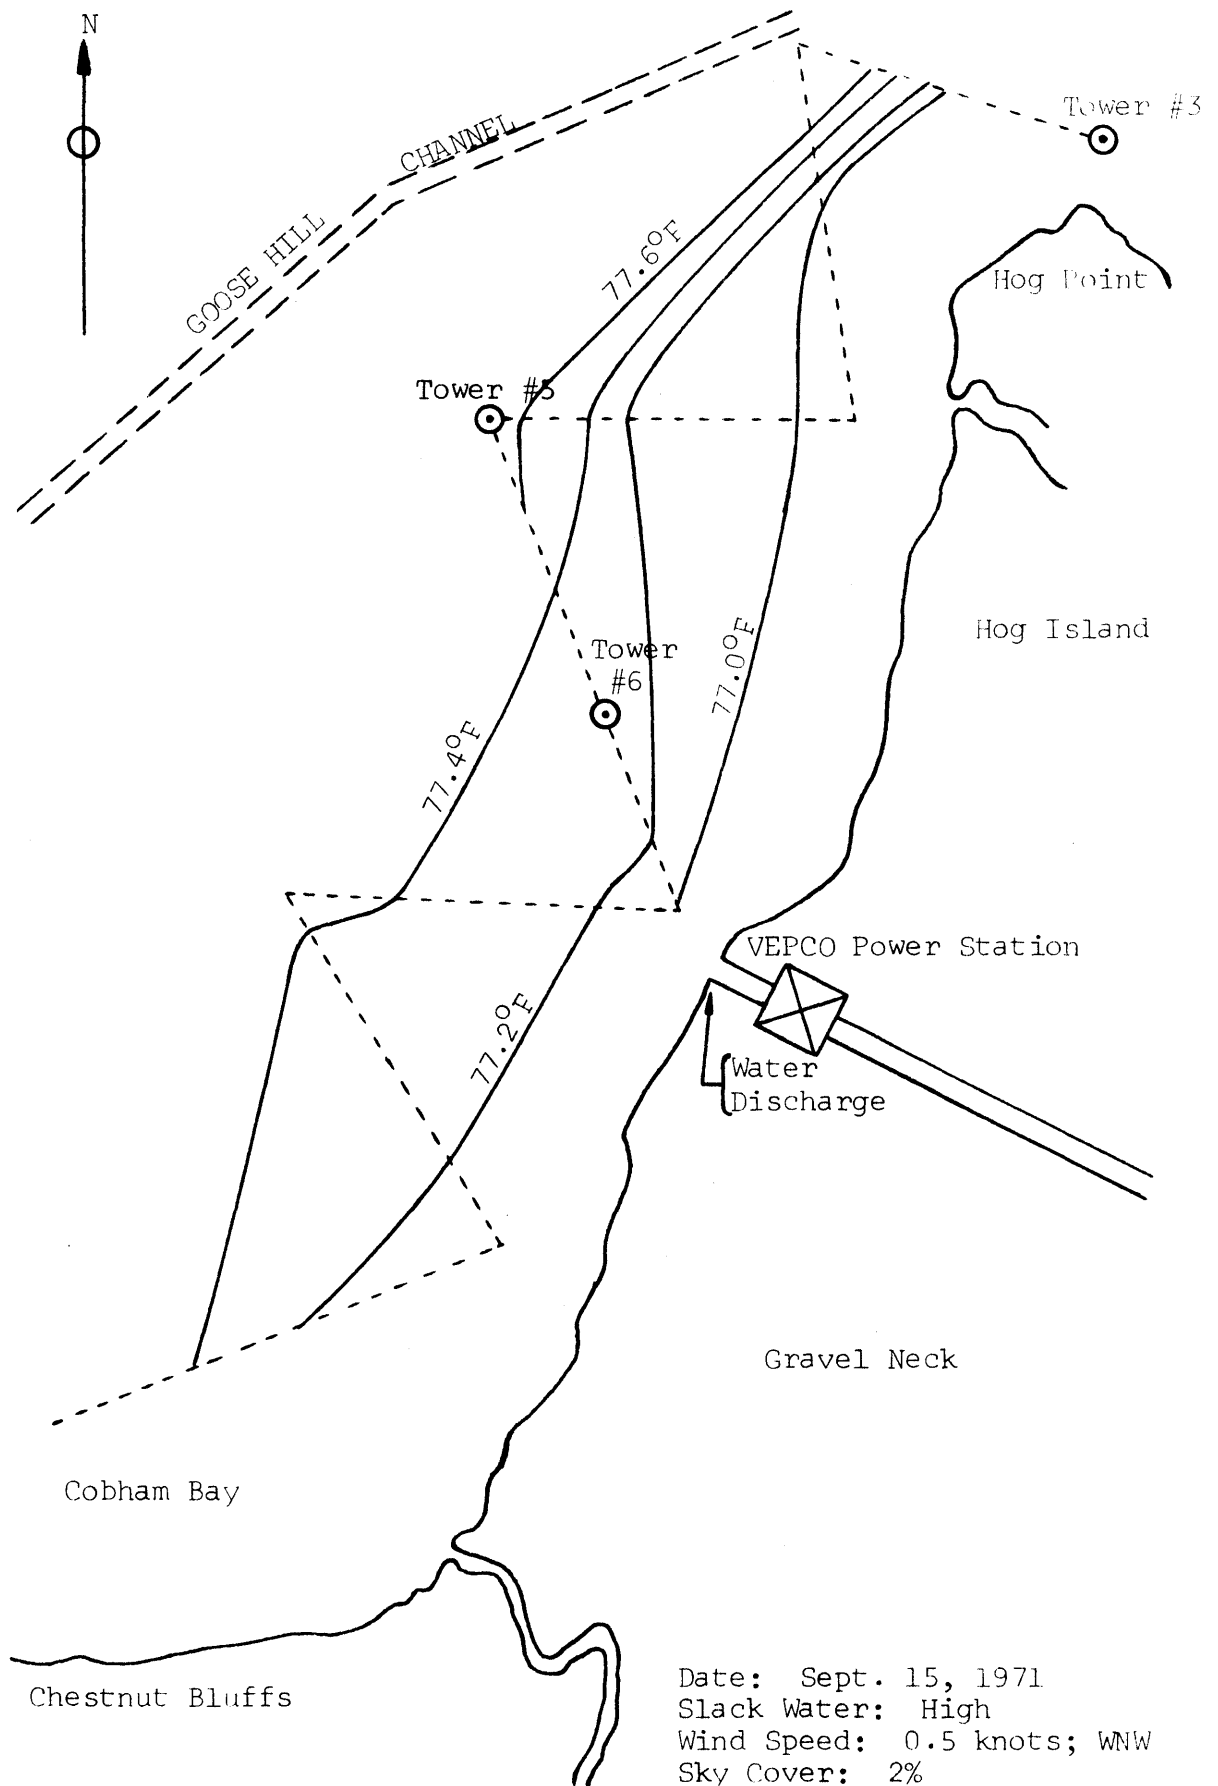 N
Tower #3
GOOSE HILL CHANNEL
77.6°F
Hog Point
Tower #5
Hog Island
Tower
#6
77.0°F
77.4°F
VEPCO Power Station
77.2°F
Water
Discharge
Gravel Neck
Cobham Bay
Chestnut Bluffs
Date: Sept. 15, 1971
Slack Water: High
Wind Speed: 0.5 knots; WNW
Sky Cover: 2%